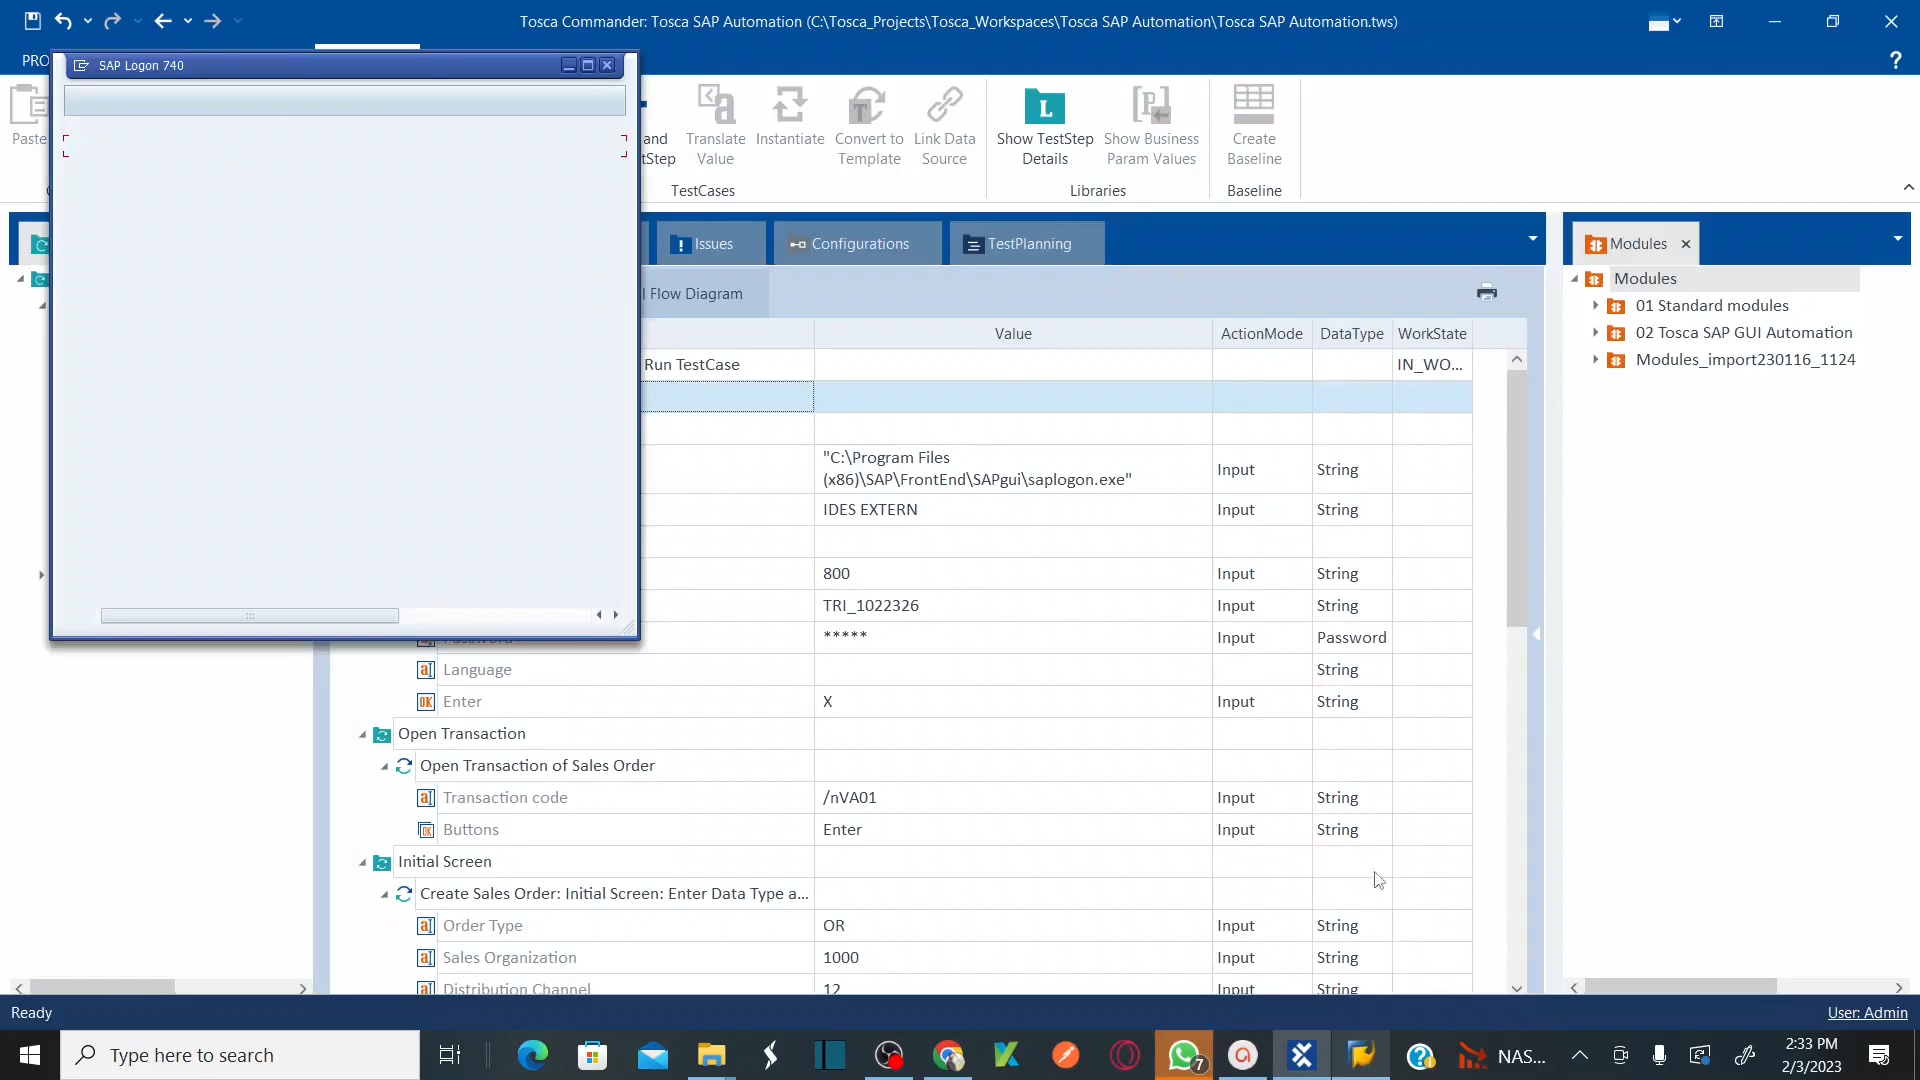 Tosca Commander: Tosca SAP Automation (C:\Tosca_Projects\Tosca_Workspaces\Tosca SAP Automation\Tosca SAP Automation.tws)
PRO
?
SAP Logon 740
Paste
and
tStep
Translate
Value
Instantiate
Convert to
Template
Link Data
Source
Show TestStep
Details
Show Business
Param Values
Create
Baseline
TestCases
Libraries
Baseline
Issues
Configurations
TestPlanning
Modules
Flow Diagram
Modules
01 Standard modules
02 Tosca SAP GUI Automation
Modules_import230116_1124
Value
ActionMode
DataType
WorkState
Run TestCase
IN_WO...
"C:\Program Files
(x86)\SAP\FrontEnd\SAPgui\saplogon.exe"
Input
String
IDES EXTERN
Input
String
800
Input
String
TRI_1022326
Input
String
Password
*****
Input
Password
Language
String
Enter
X
Input
String
Open Transaction
Open Transaction of Sales Order
Transaction code
/nVA01
Input
String
Buttons
Enter
Input
String
Initial Screen
Create Sales Order: Initial Screen: Enter Data Type a...
Order Type
OR
Input
String
Sales Organization
1000
Input
String
Distribution Channel
12
Input
String
Ready
User: Admin
Type here to search
7
NAS...
2:33 PM
2/3/2023